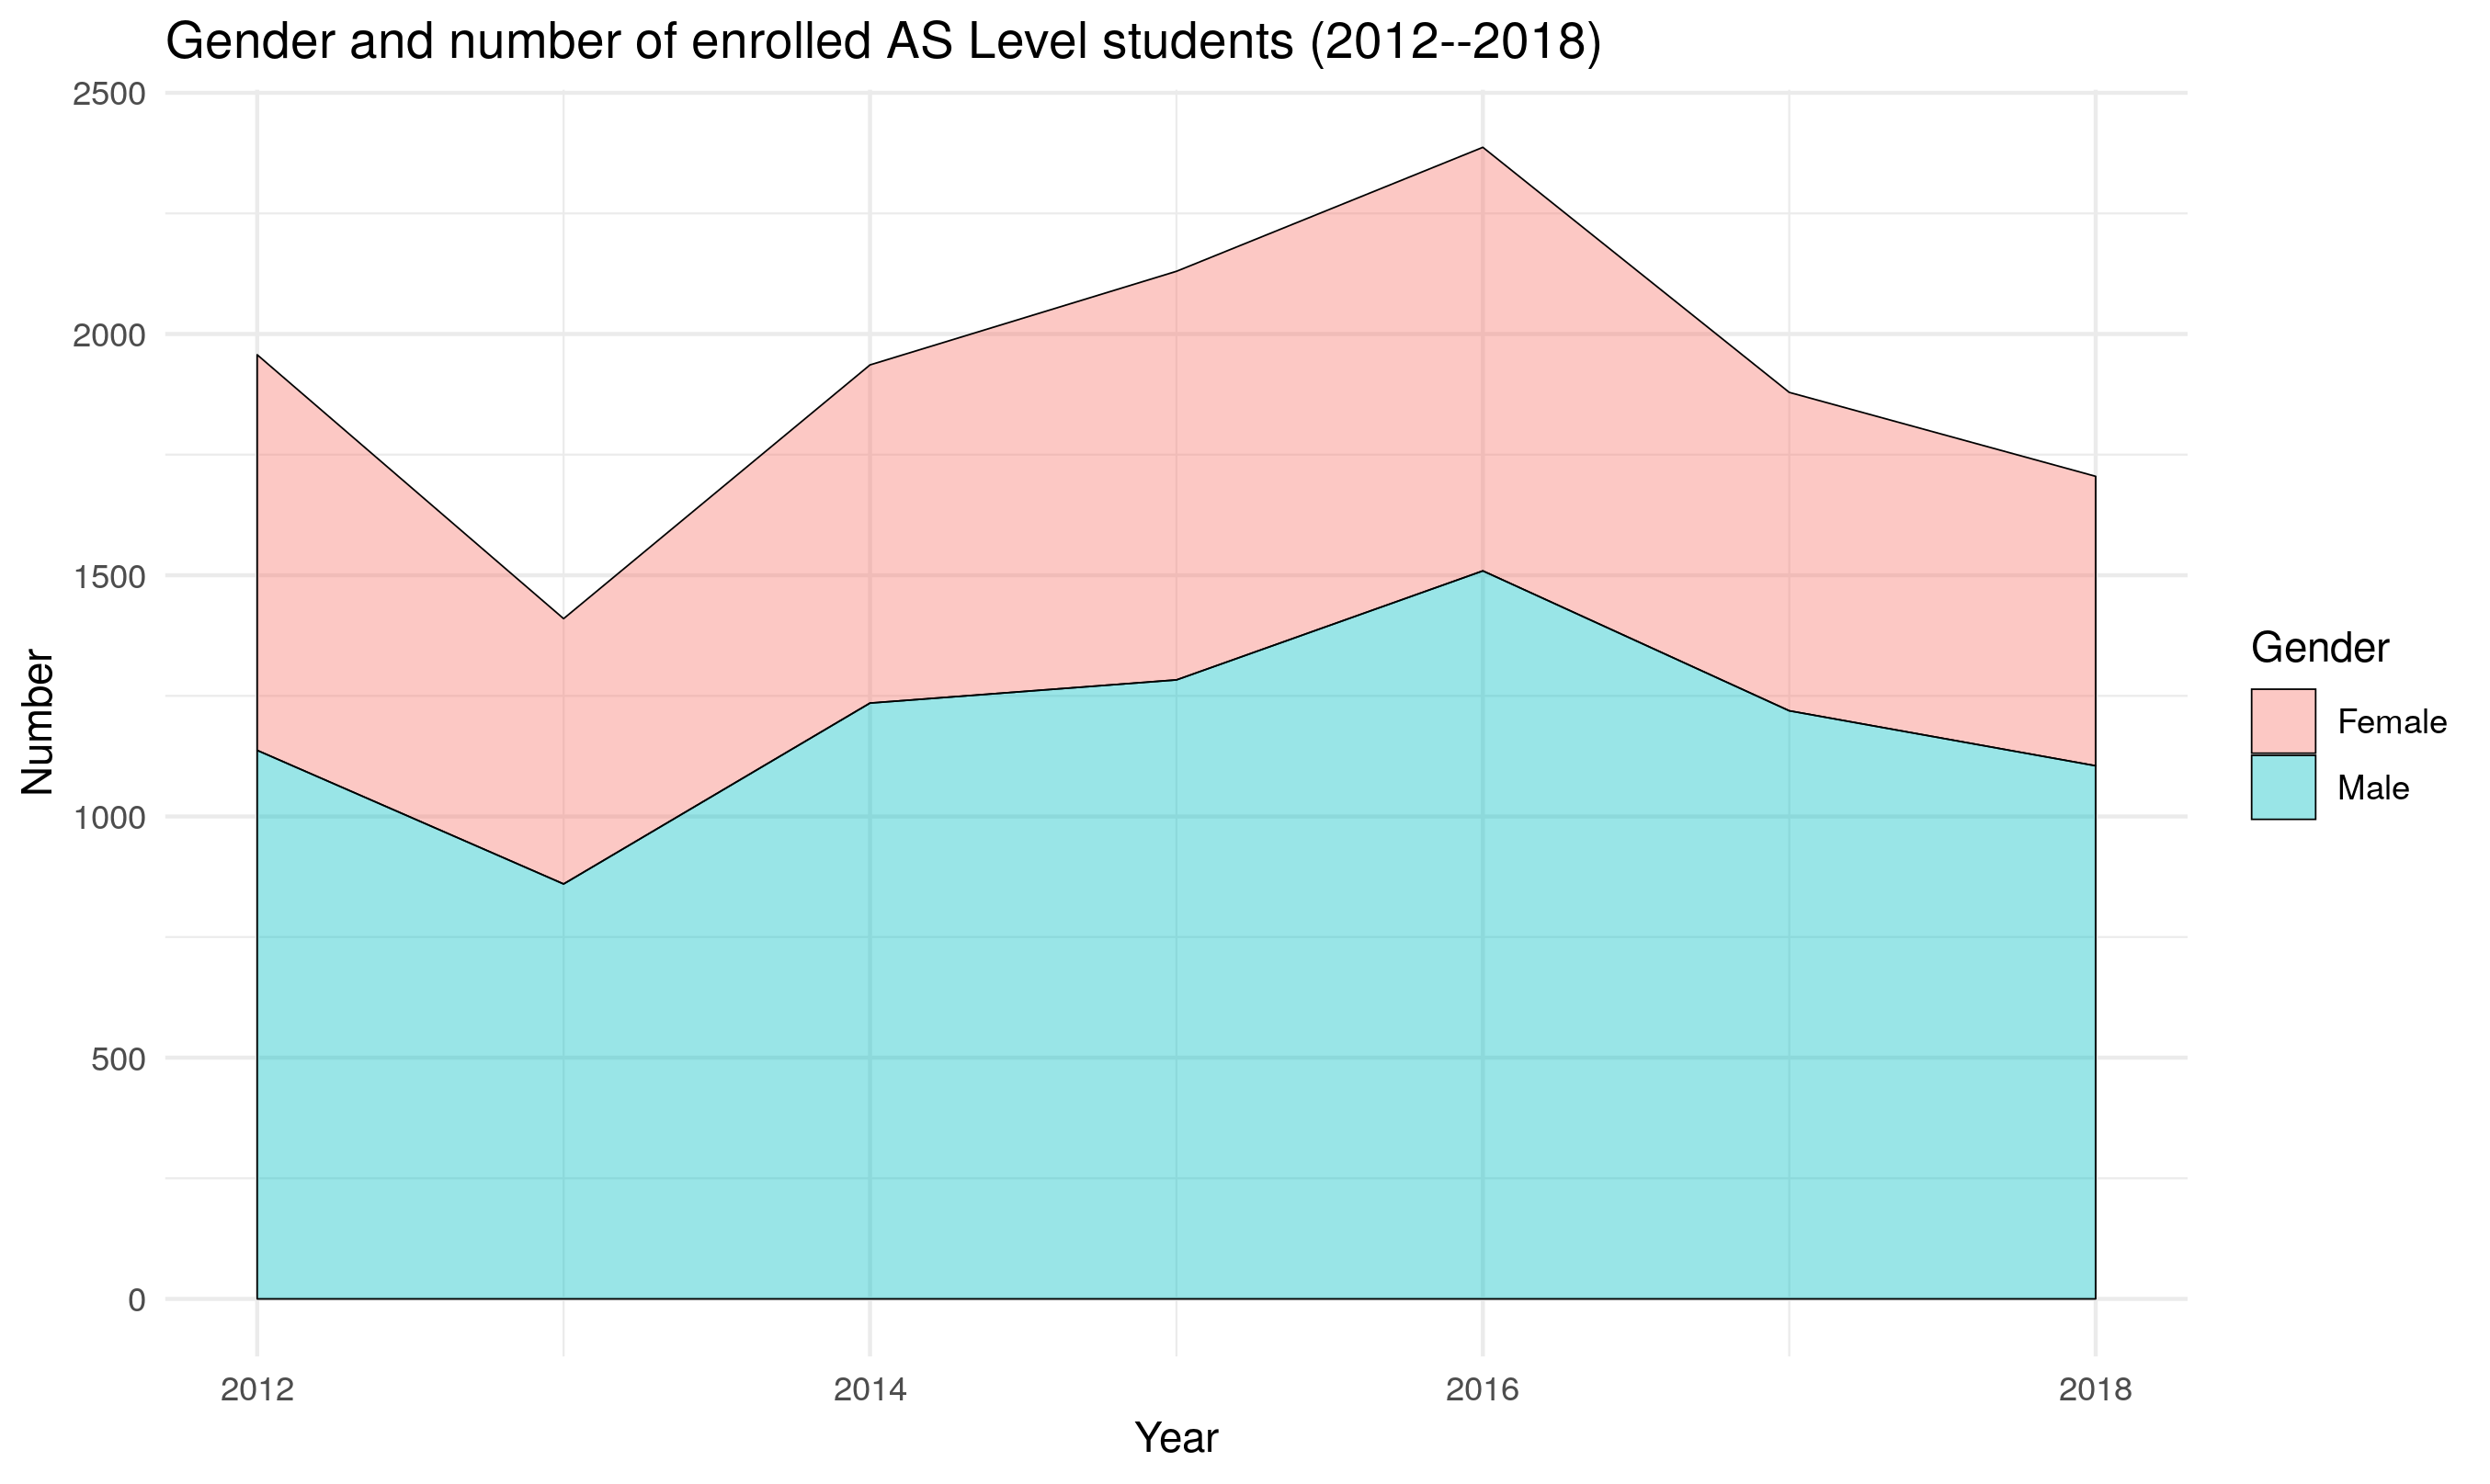 Gender and number of enrolled AS Level students (2012--2018)
2500
2000
1500
1000
500
0
Number
2012 2014 2016 2018
Year
Gender
Female
Male